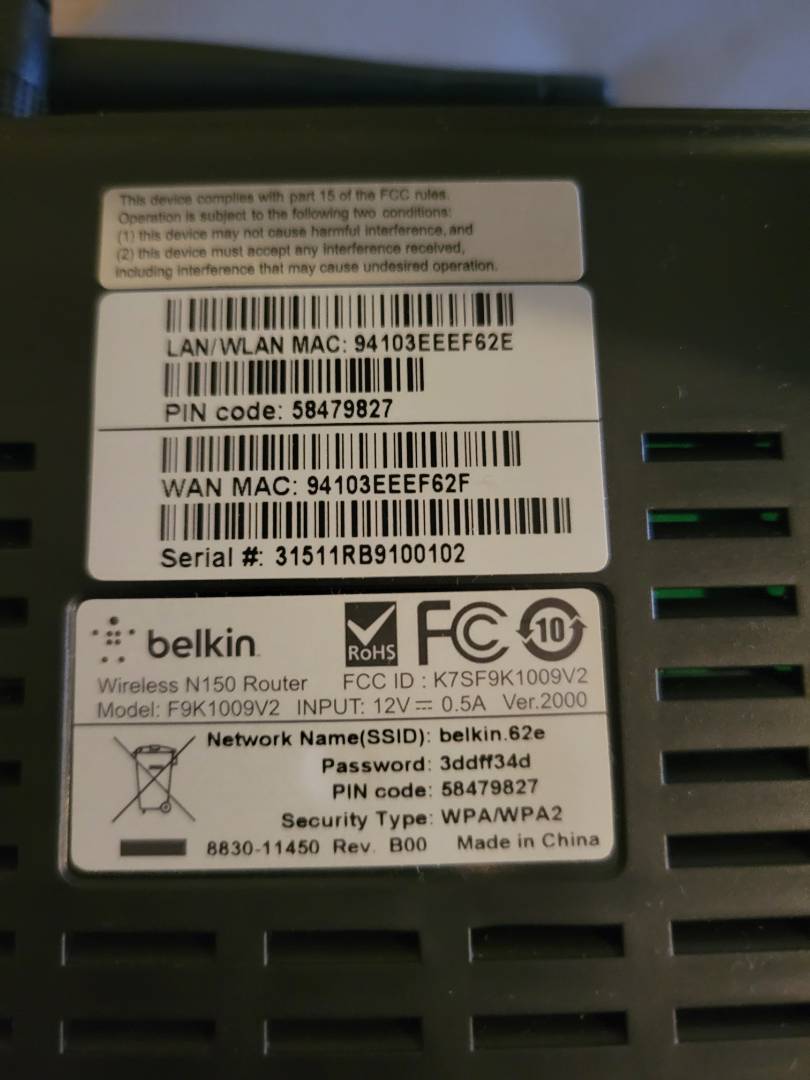 This device complies with part 15 of the FCC rules.
Operation is subject to the following two conditions:
(1) this device may not cause harmful interference, and
(2) this device must accept any interference received,
including interference that may cause undesired operation.
LAN/WLAN MAC: 94103EEEF62E
PIN code: 58479827
WAN MAC: 94103EEEF62F
Serial #: 31511RB9100102
belkin
RoHS
FC
10
Wireless N150 Router FCC ID : K7SF9K1009V2
Model: F9K1009V2 INPUT: 12V⎓ 0.5A Ver.2000
Network Name(SSID): belkin.62e
Password: 3ddff34d
PIN code: 58479827
Security Type: WPA/WPA2
8830-11450 Rev. B00 Made in China